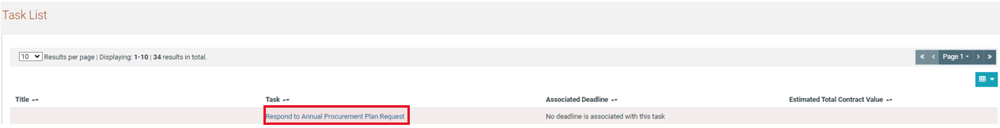 Task List
10 Results per page | Displaying: 1-10 | 34 results in total. « ‹ Page 1 › »
Title Task Associated Deadline Estimated Total Contract Value
Respond to Annual Procurement Plan Request No deadline is associated with this task